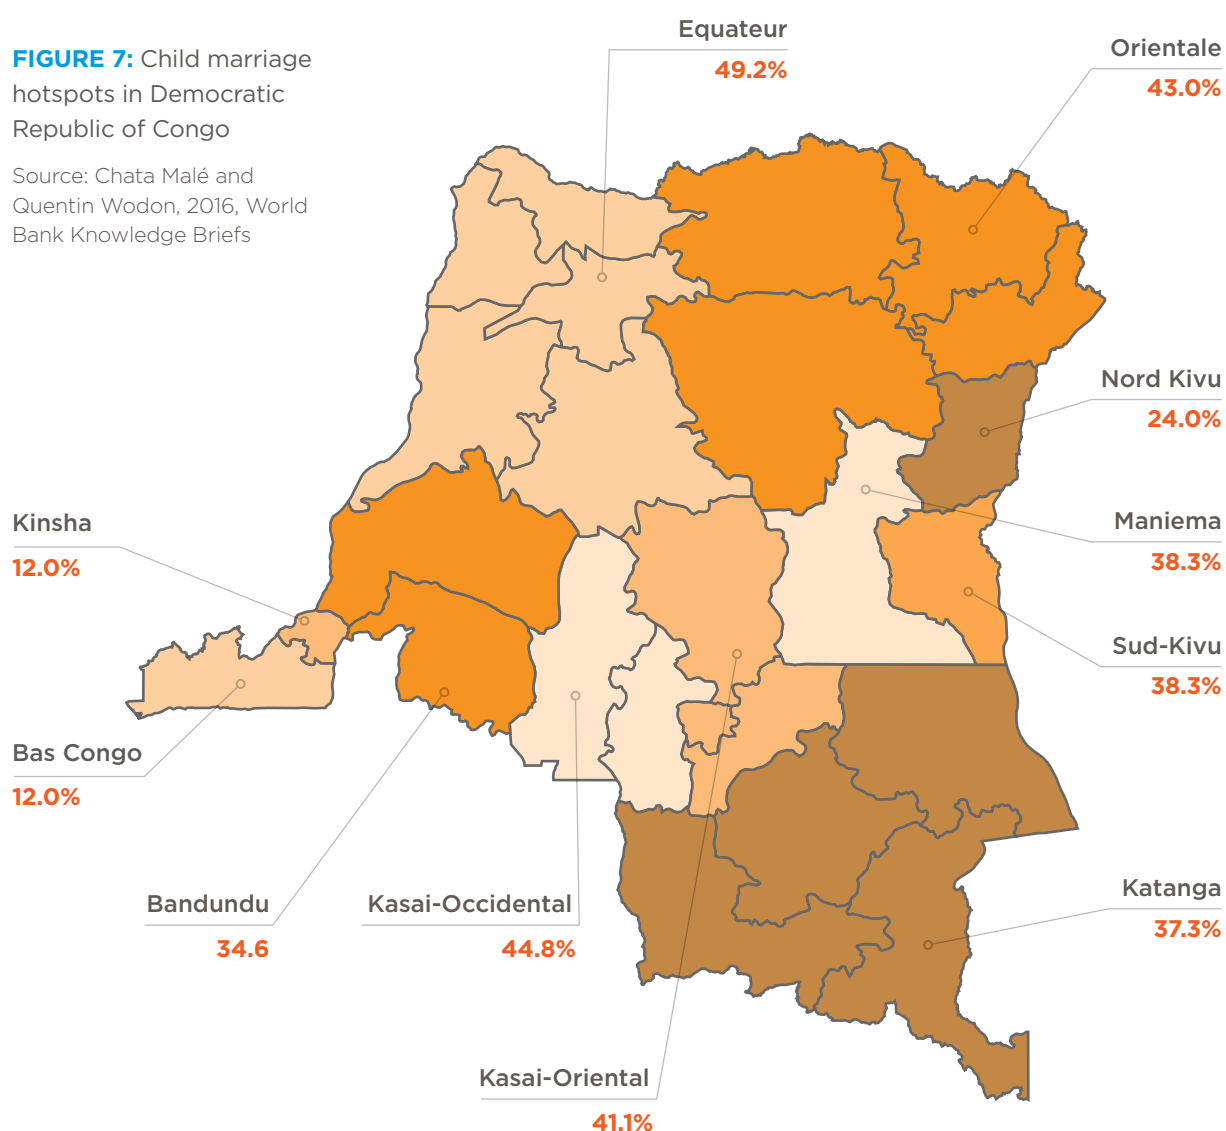 FIGURE 7: Child marriage
hotspots in Democratic
Republic of Congo
Source: Chata Malé and
Quentin Wodon, 2016, World
Bank Knowledge Briefs
Equateur
49.2%
Orientale
43.0%
Nord Kivu
24.0%
Maniema
38.3%
Sud-Kivu
38.3%
Katanga
37.3%
Kinsha
12.0%
Bas Congo
12.0%
Bandundu
34.6
Kasai-Occidental
44.8%
Kasai-Oriental
41.1%